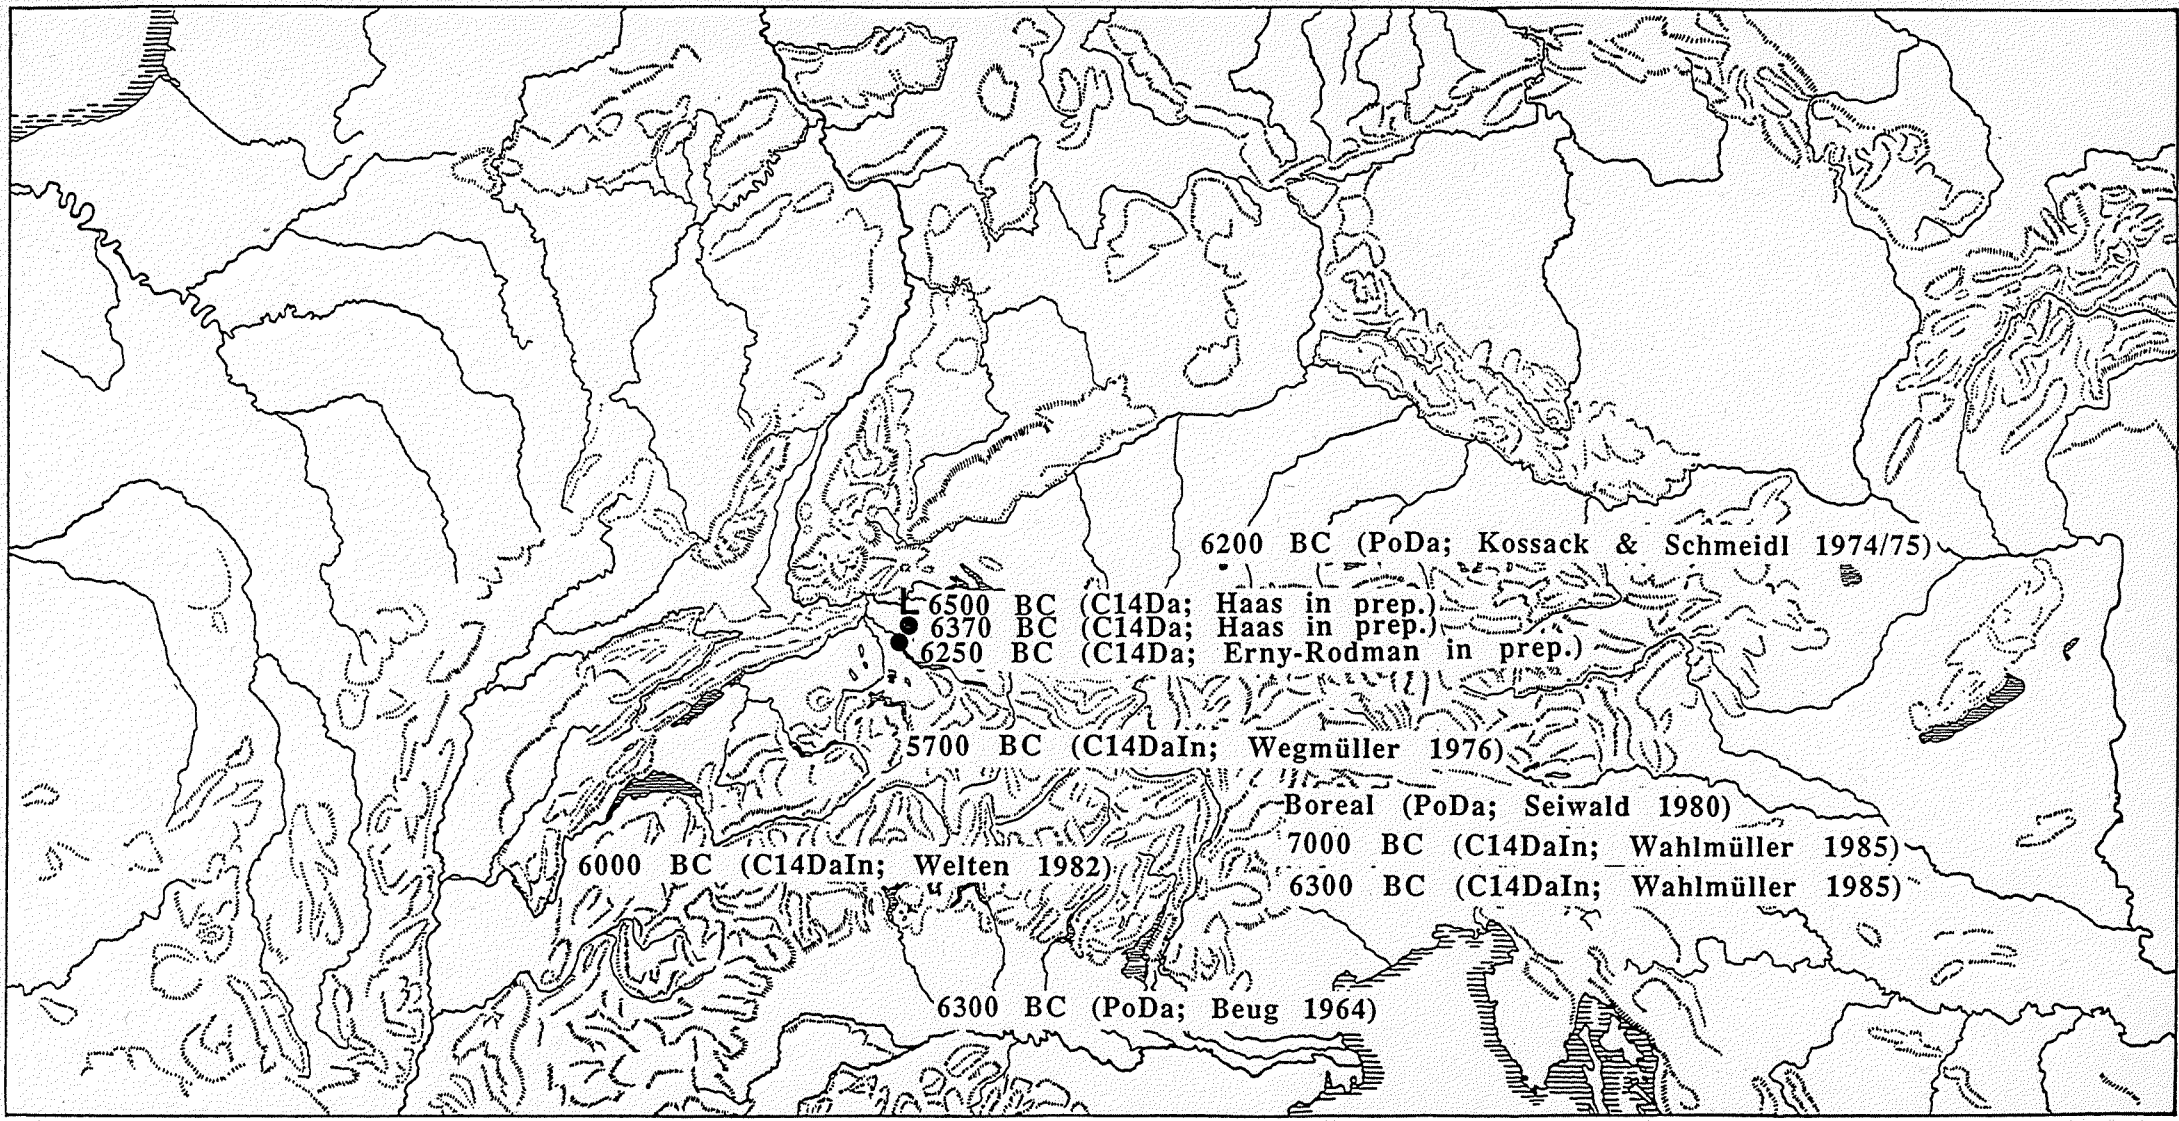 6200 BC (PoDa; Kossack & Schmeidl 1974/75)
L 6500 BC (C14Da; Haas in prep.)
6370 BC (C14Da; Haas in prep.)
6250 BC (C14Da; Erny-Rodman in prep.)
5700 BC (C14DaIn; Wegmüller 1976)
Boreal (PoDa; Seiwald 1980)
7000 BC (C14DaIn; Wahlmüller 1985)
6000 BC (C14DaIn; Welten 1982)
6300 BC (C14DaIn; Wahlmüller 1985)
6300 BC (PoDa; Beug 1964)